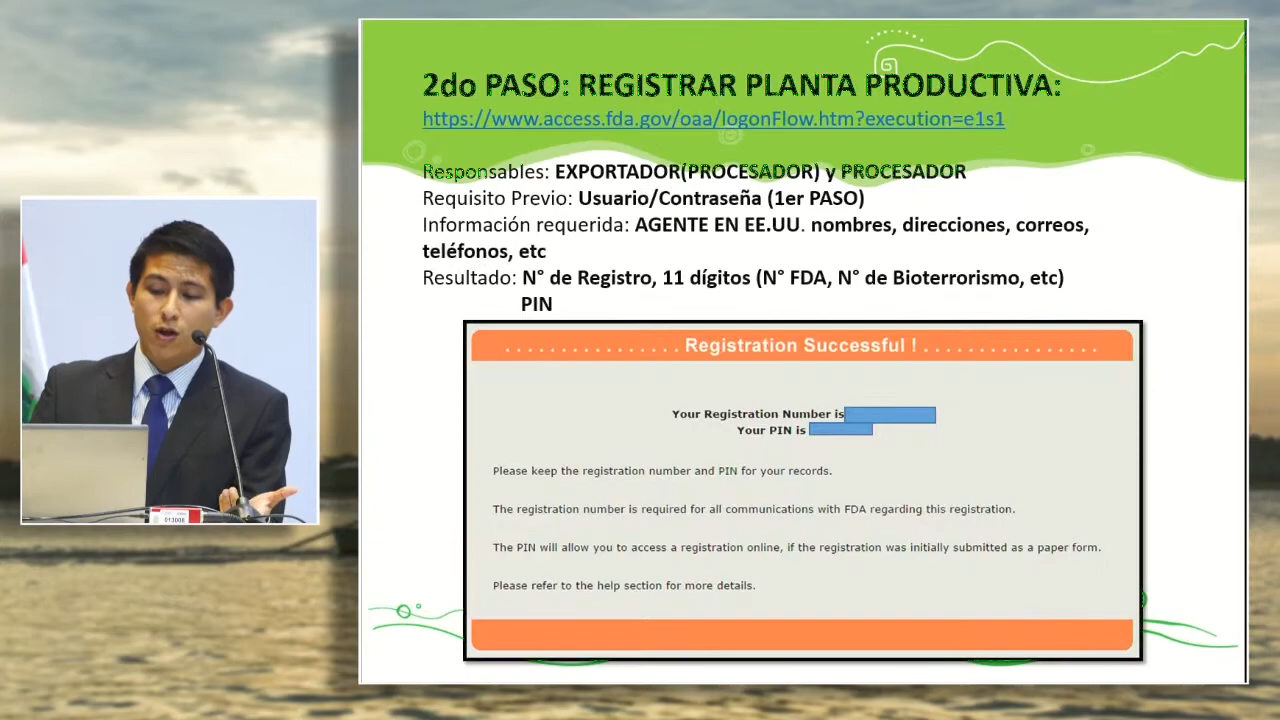 2do PASO: REGISTRAR PLANTA PRODUCTIVA:
https://www.access.fda.gov/oaa/logonFlow.htm?execution=e1s1
Responsables: EXPORTADOR(PROCESADOR) y PROCESADOR
Requisito Previo: Usuario/Contraseña (1er PASO)
Información requerida: AGENTE EN EE.UU. nombres, direcciones, correos,
teléfonos, etc
Resultado: N° de Registro, 11 dígitos (N° FDA, N° de Bioterrorismo, etc)
PIN
. . . . . . . . . . . . . . . . Registration Successful ! . . . . . . . . . . . . . . . .
Your Registration Number is
Your PIN is
Please keep the registration number and PIN for your records.
The registration number is required for all communications with FDA regarding this registration.
The PIN will allow you to access a registration online, if the registration was initially submitted as a paper form.
Please refer to the help section for more details.